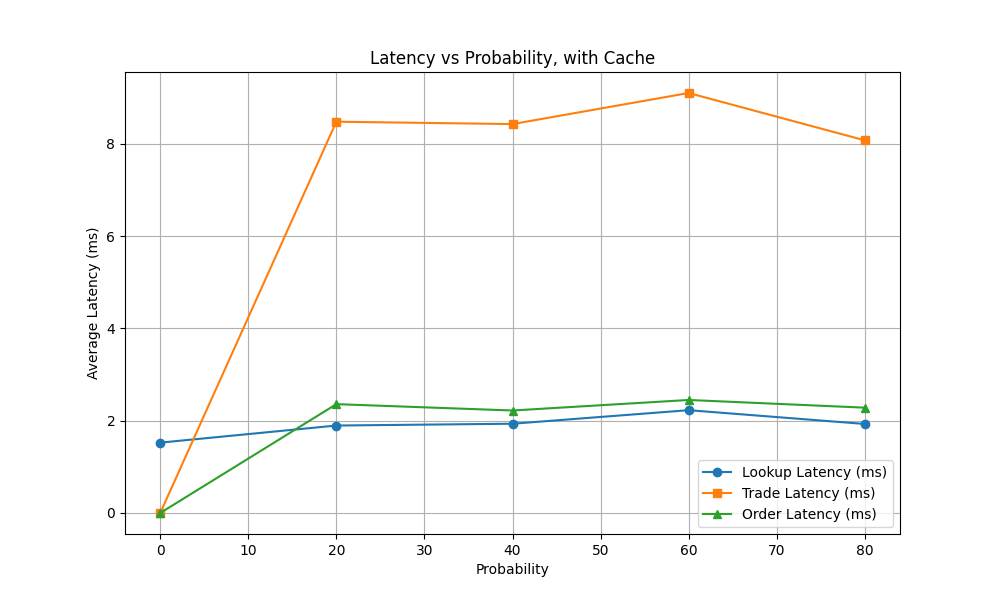 Latency vs Probability, with Cache
Average Latency (ms)
8
6
4
2
0
0 10 20 30 40 50 60 70 80
Probability
Lookup Latency (ms)
Trade Latency (ms)
Order Latency (ms)